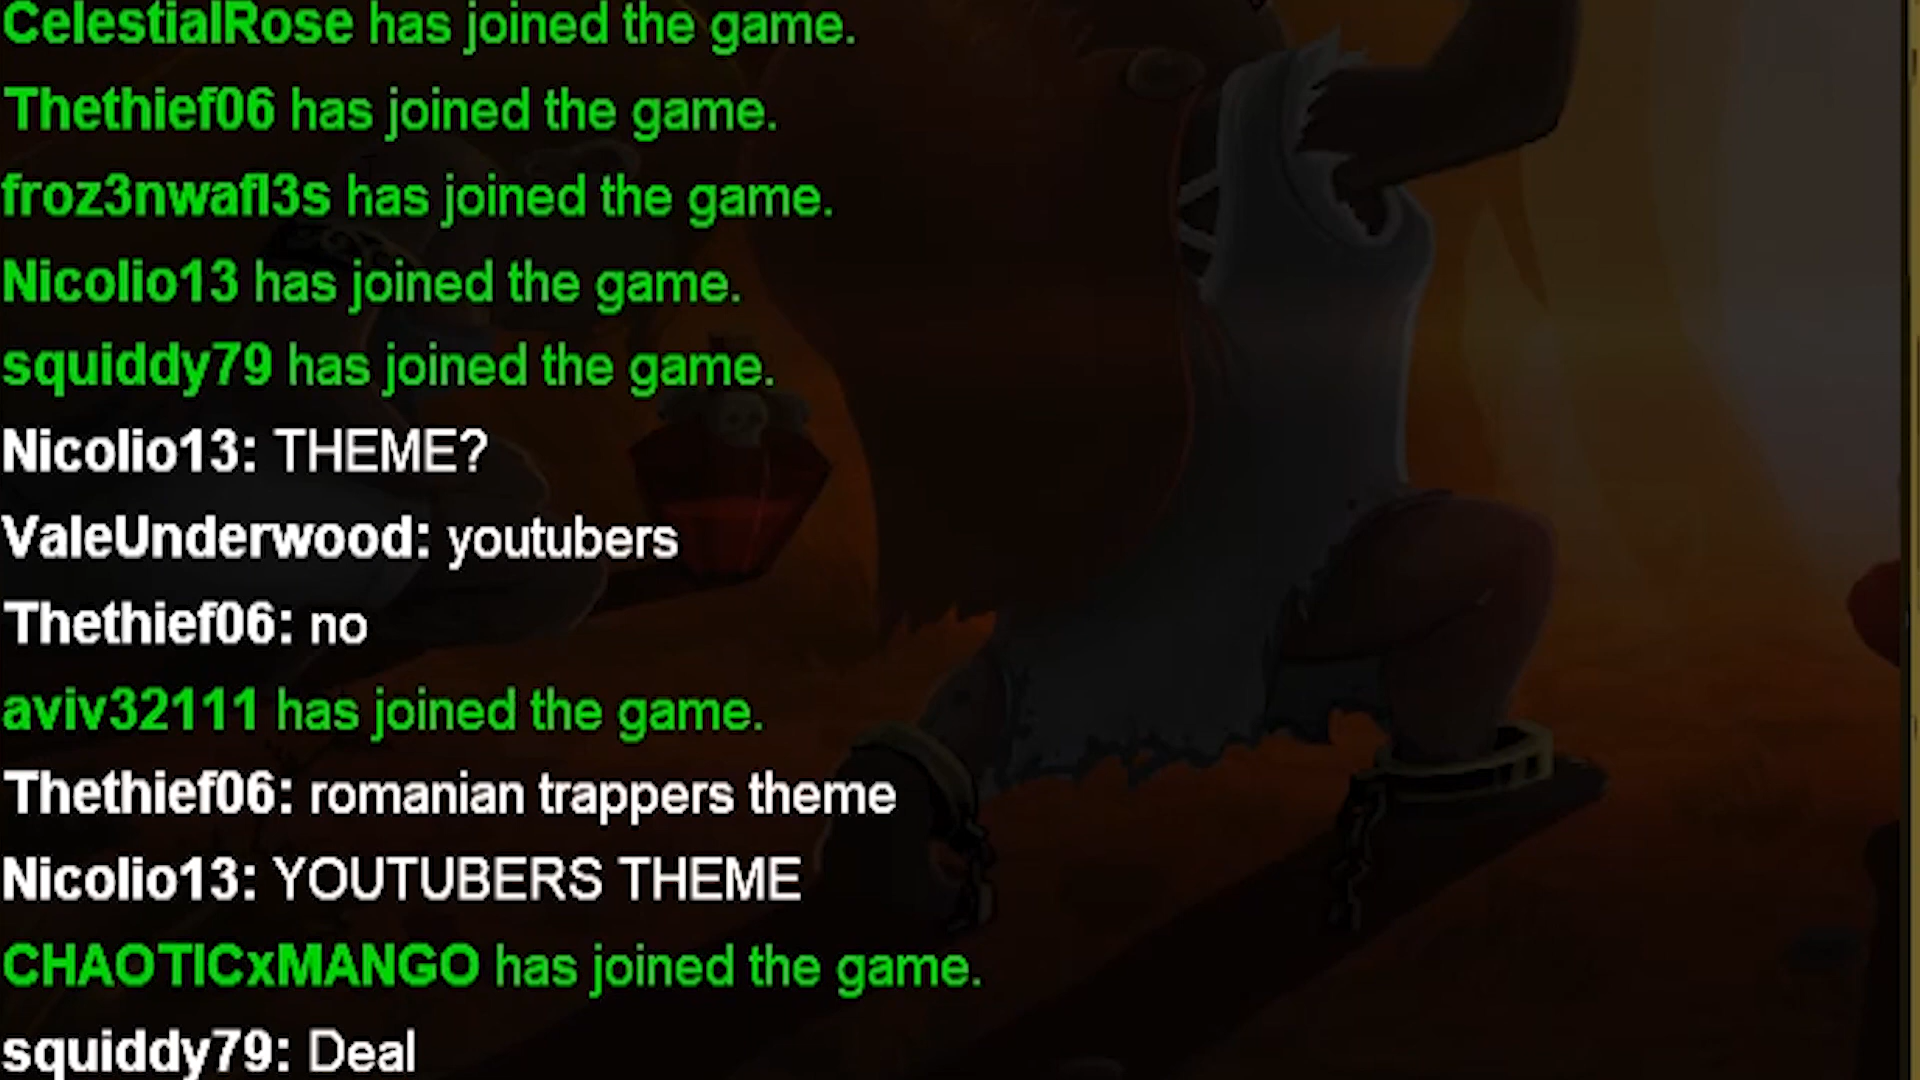 CelestialRose has joined the game.
Thethief06 has joined the game.
froz3nwafl3s has joined the game.
Nicolio13 has joined the game.
squiddy79 has joined the game.
Nicolio13: THEME?
ValeUnderwood: youtubers
Thethief06: no
aviv32111 has joined the game.
Thethief06: romanian trappers theme
Nicolio13: YOUTUBERS THEME
CHAOTICxMANGO has joined the game.
squiddy79: Deal